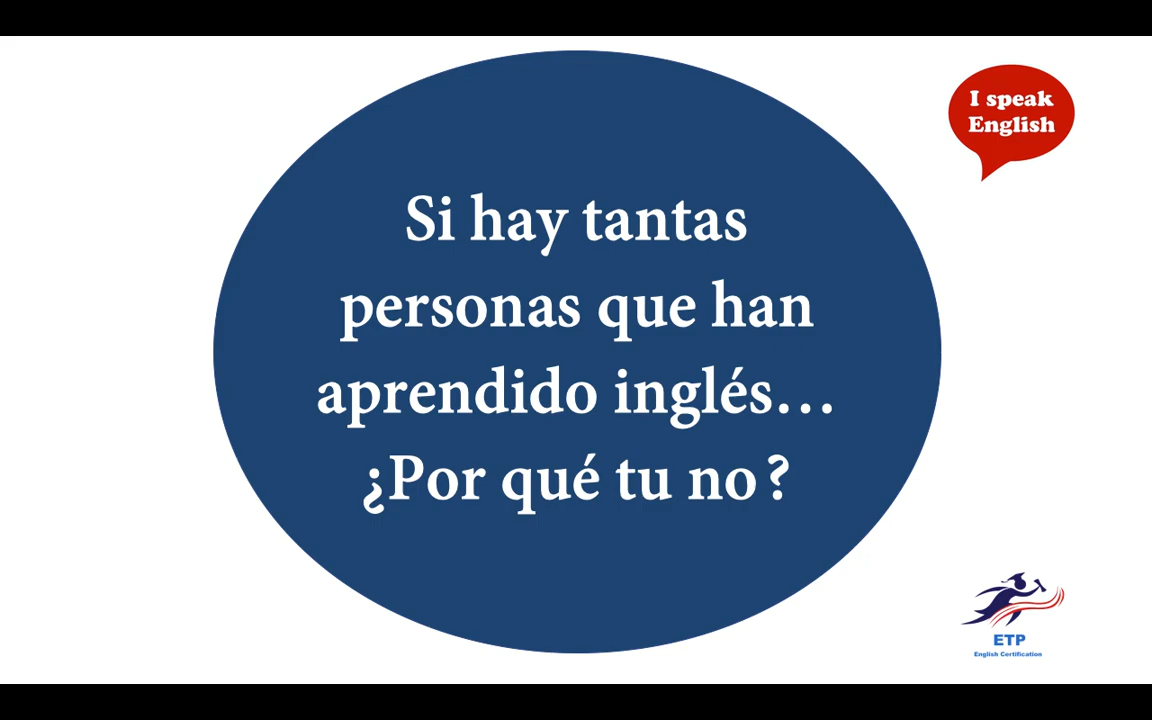 I speak
English
Si hay tantas
personas que han
aprendido inglés...
¿Por qué tu no?
ETP
English Certification